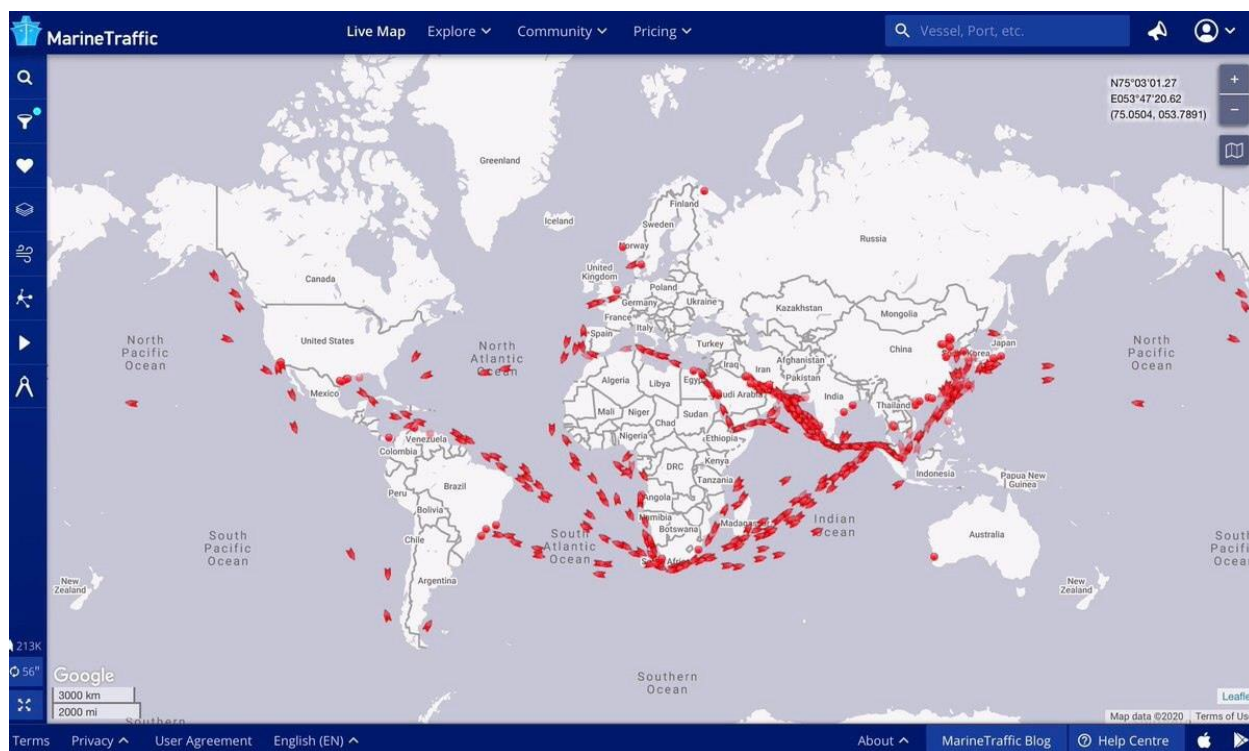 MarineTraffic
Live Map
Explore
Community
Pricing
Vessel, Port, etc.
N75°03'01.27
E053°47'20.62
(75.0504, 053.7891)
+
−
Greenland
Iceland
Finland
Sweden
Norway
Russia
Canada
United Kingdom
Poland
Germany
Ukraine
France
Kazakhstan
Mongolia
Italy
Spain
Turkey
North Pacific Ocean
United States
North Atlantic Ocean
Japan
China
North Pacific Ocean
Afghanistan
Iraq
Iran
Pakistan
Algeria
Libya
Egypt
Saudi Arabia
India
Mexico
Thailand
Mali
Niger
Sudan
Chad
Nigeria
Ethiopia
Venezuela
Colombia
Kenya
DRC
Indonesia
Papua New Guinea
Tanzania
Peru
Brazil
Angola
Bolivia
Namibia
Madagascar
Botswana
Indian Ocean
Australia
South Pacific Ocean
Chile
South Atlantic Ocean
South Africa
Argentina
New Zealand
New Zealand
213K
56"
Google
3000 km
2000 mi
Southern Ocean
Southern
Leafle
Map data ©2020
Terms of Us
Terms
Privacy
User Agreement
English (EN)
About
MarineTraffic Blog
Help Centre